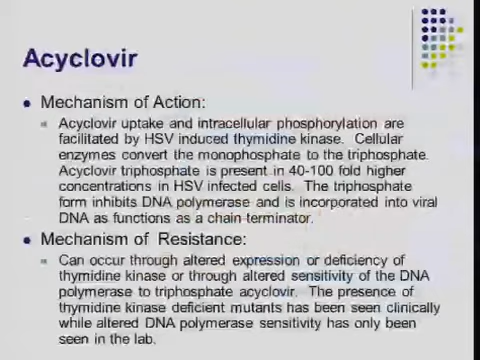 Acyclovir
Mechanism of Action:
Acyclovir uptake and intracellular phosphorylation are
facilitated by HSV induced thymidine kinase. Cellular
enzymes convert the monophosphate to the triphosphate.
Acyclovir triphosphate is present in 40-100 fold higher
concentrations in HSV infected cells. The triphosphate
form inhibits DNA polymerase and is incorporated into viral
DNA as functions as a chain-terminator.
Mechanism of Resistance:
Can occur through altered expression or deficiency of
thymidine kinase or through altered sensitivity of the DNA
polymerase to triphosphate acyclovir. The presence of
thymidine kinase deficient mutants has been seen clinically
while altered DNA polymerase sensitivity has only been
seen in the lab.